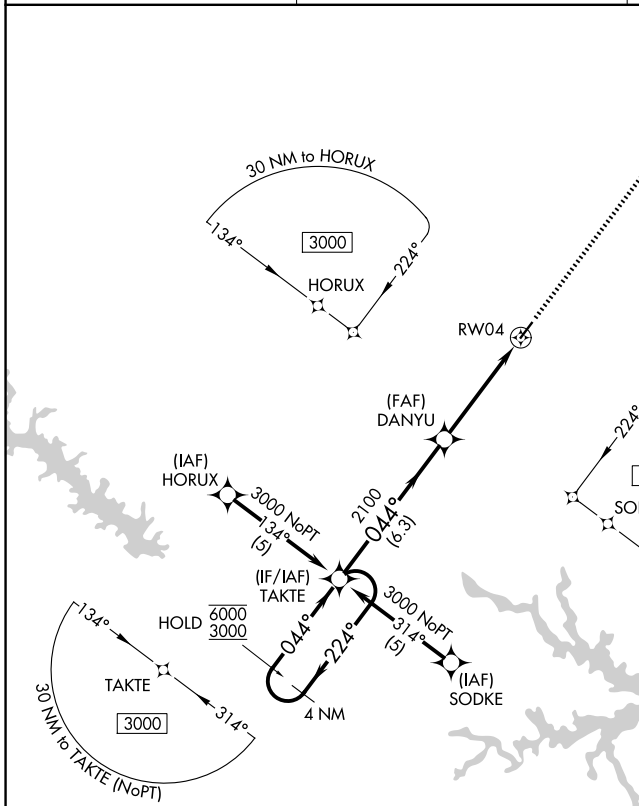 30 NM to HORUX
134°
3000
224°
HORUX
RW04
(FAF)
DANYU
224°
(IAF)
HORUX
3000 NoPT
134°
(5)
2100
044°
(6.3)
(IF/IAF)
TAKTE
3000 NoPT
314°
(5)
HOLD 6000
3000
044°
224°
(IAF)
SODKE
4 NM
134°
TAKTE
314°
3000
30 NM to TAKTE (NoPT)